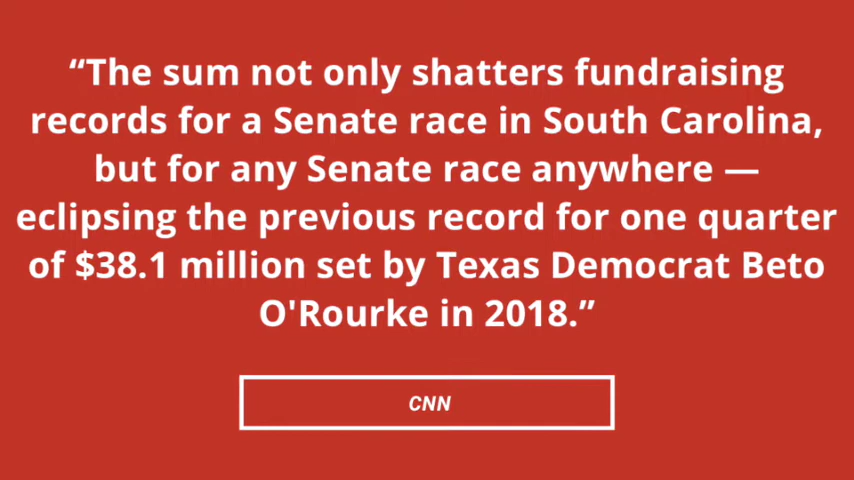 “The sum not only shatters fundraising
records for a Senate race in South Carolina,
but for any Senate race anywhere —
eclipsing the previous record for one quarter
of $38.1 million set by Texas Democrat Beto
O'Rourke in 2018.”
CNN